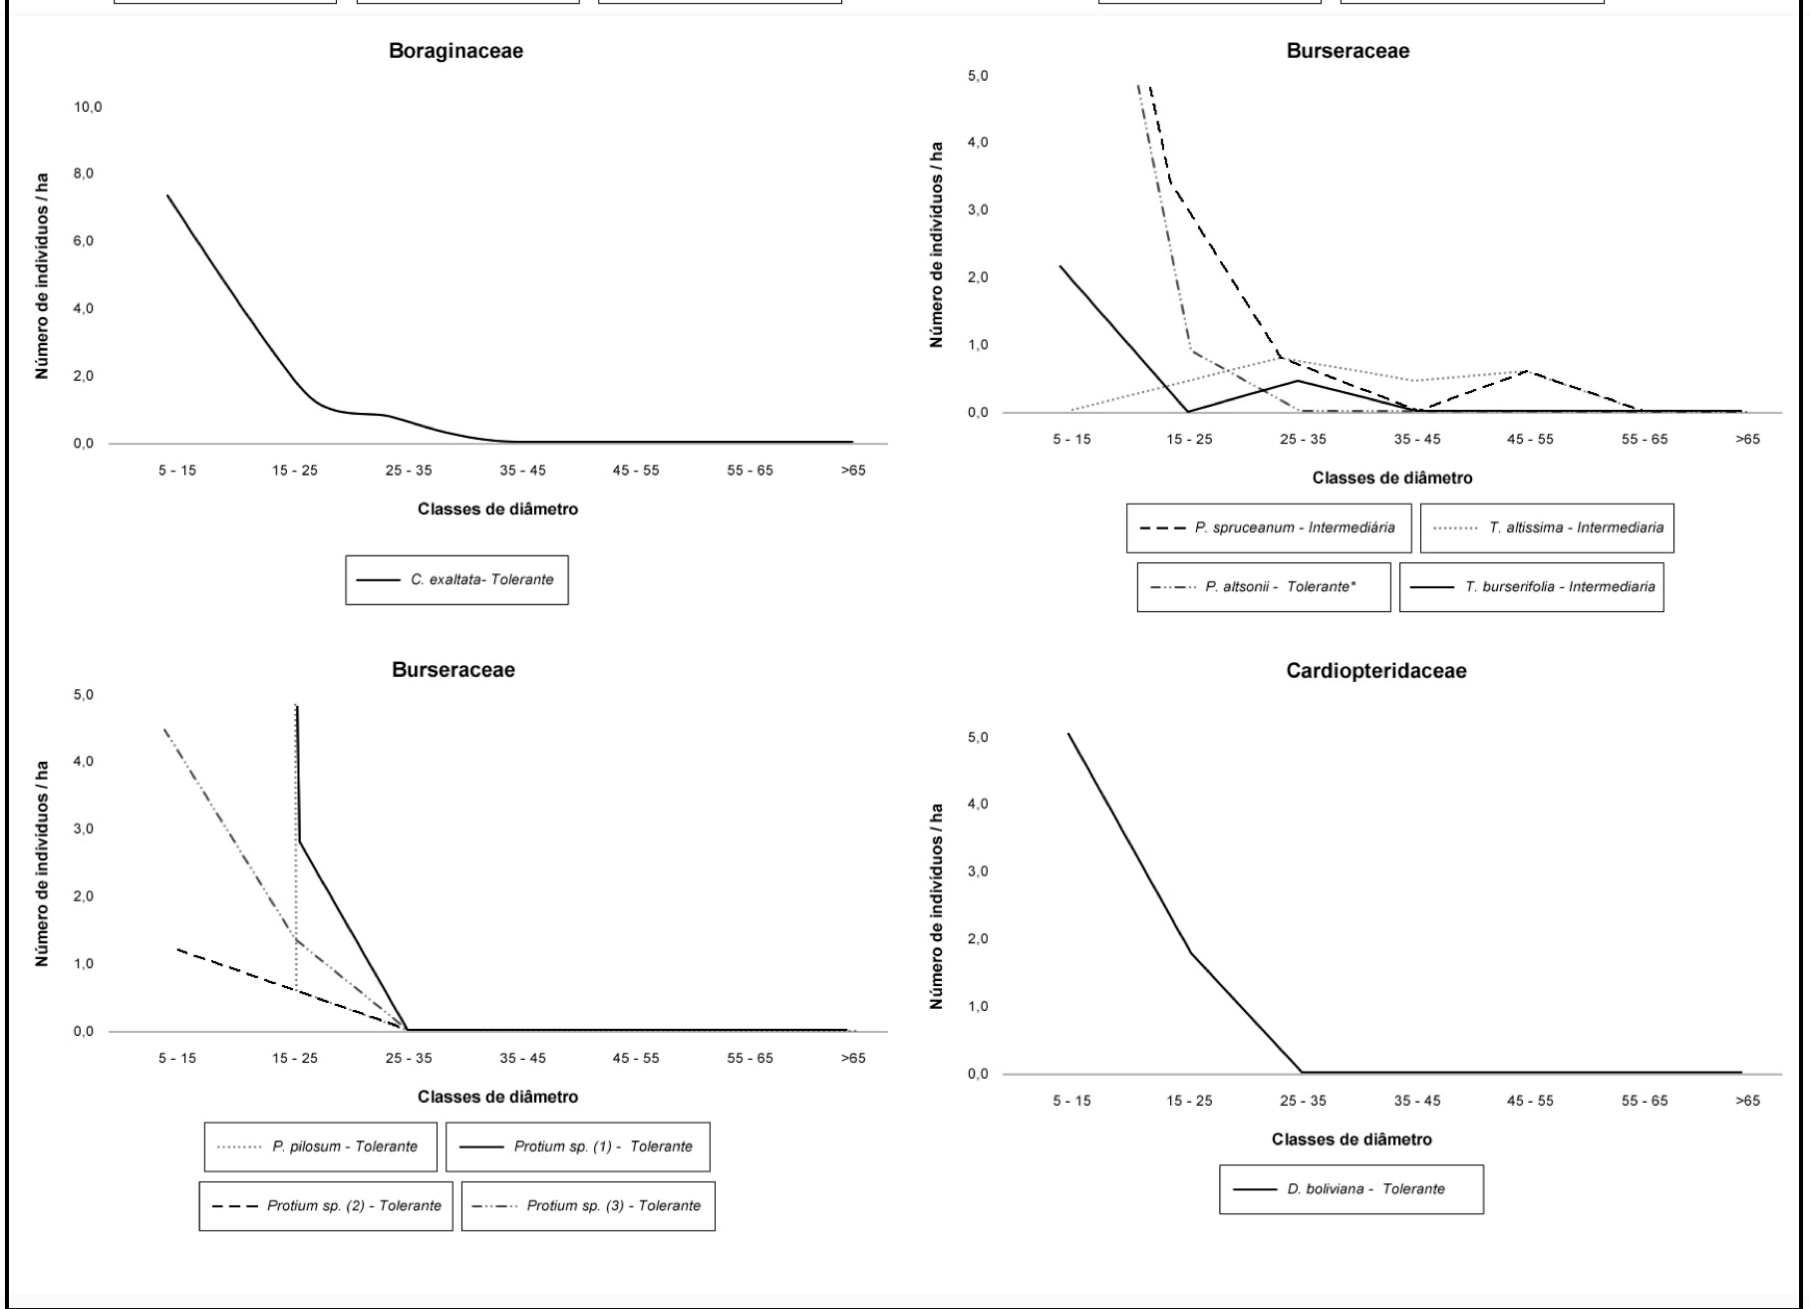 Boraginaceae
10,0
8,0
6,0
4,0
2,0
0,0
Número de indivíduos / ha
5 - 15 15 - 25 25 - 35 35 - 45 45 - 55 55 - 65 >65
Classes de diâmetro
C. exaltata- Tolerante
Burseraceae
5,0
4,0
3,0
2,0
1,0
0,0
Número de indivíduos / ha
5 - 15 15 - 25 25 - 35 35 - 45 45 - 55 55 - 65 >65
Classes de diâmetro
P. spruceanum - Intermediária T. altissima - Intermediaria
P. altsonii - Tolerante* T. burserifolia - Intermediaria
Burseraceae
5,0
4,0
3,0
2,0
1,0
0,0
Número de indivíduos / ha
5 - 15 15 - 25 25 - 35 35 - 45 45 - 55 55 - 65 >65
Classes de diâmetro
P. pilosum - Tolerante Protium sp. (1) - Tolerante
Protium sp. (2) - Tolerante Protium sp. (3) - Tolerante
Cardiopteridaceae
5,0
4,0
3,0
2,0
1,0
0,0
Número de indivíduos / ha
5 - 15 15 - 25 25 - 35 35 - 45 45 - 55 55 - 65 >65
Classes de diâmetro
D. boliviana - Tolerante